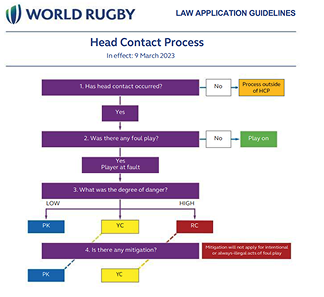 WORLD RUGBY
LAW APPLICATION GUIDELINES
Head Contact Process
In effect: 9 March 2023
1. Has head contact occurred?
No
Process outside
of HCP
Yes
2. Was there any foul play?
No
Play on
Yes
Player at fault
3. What was the degree of danger?
LOW
HIGH
PK
YC
RC
4. Is there any mitigation?
Mitigation will not apply for intentional
or always-illegal acts of foul play
PK
YC